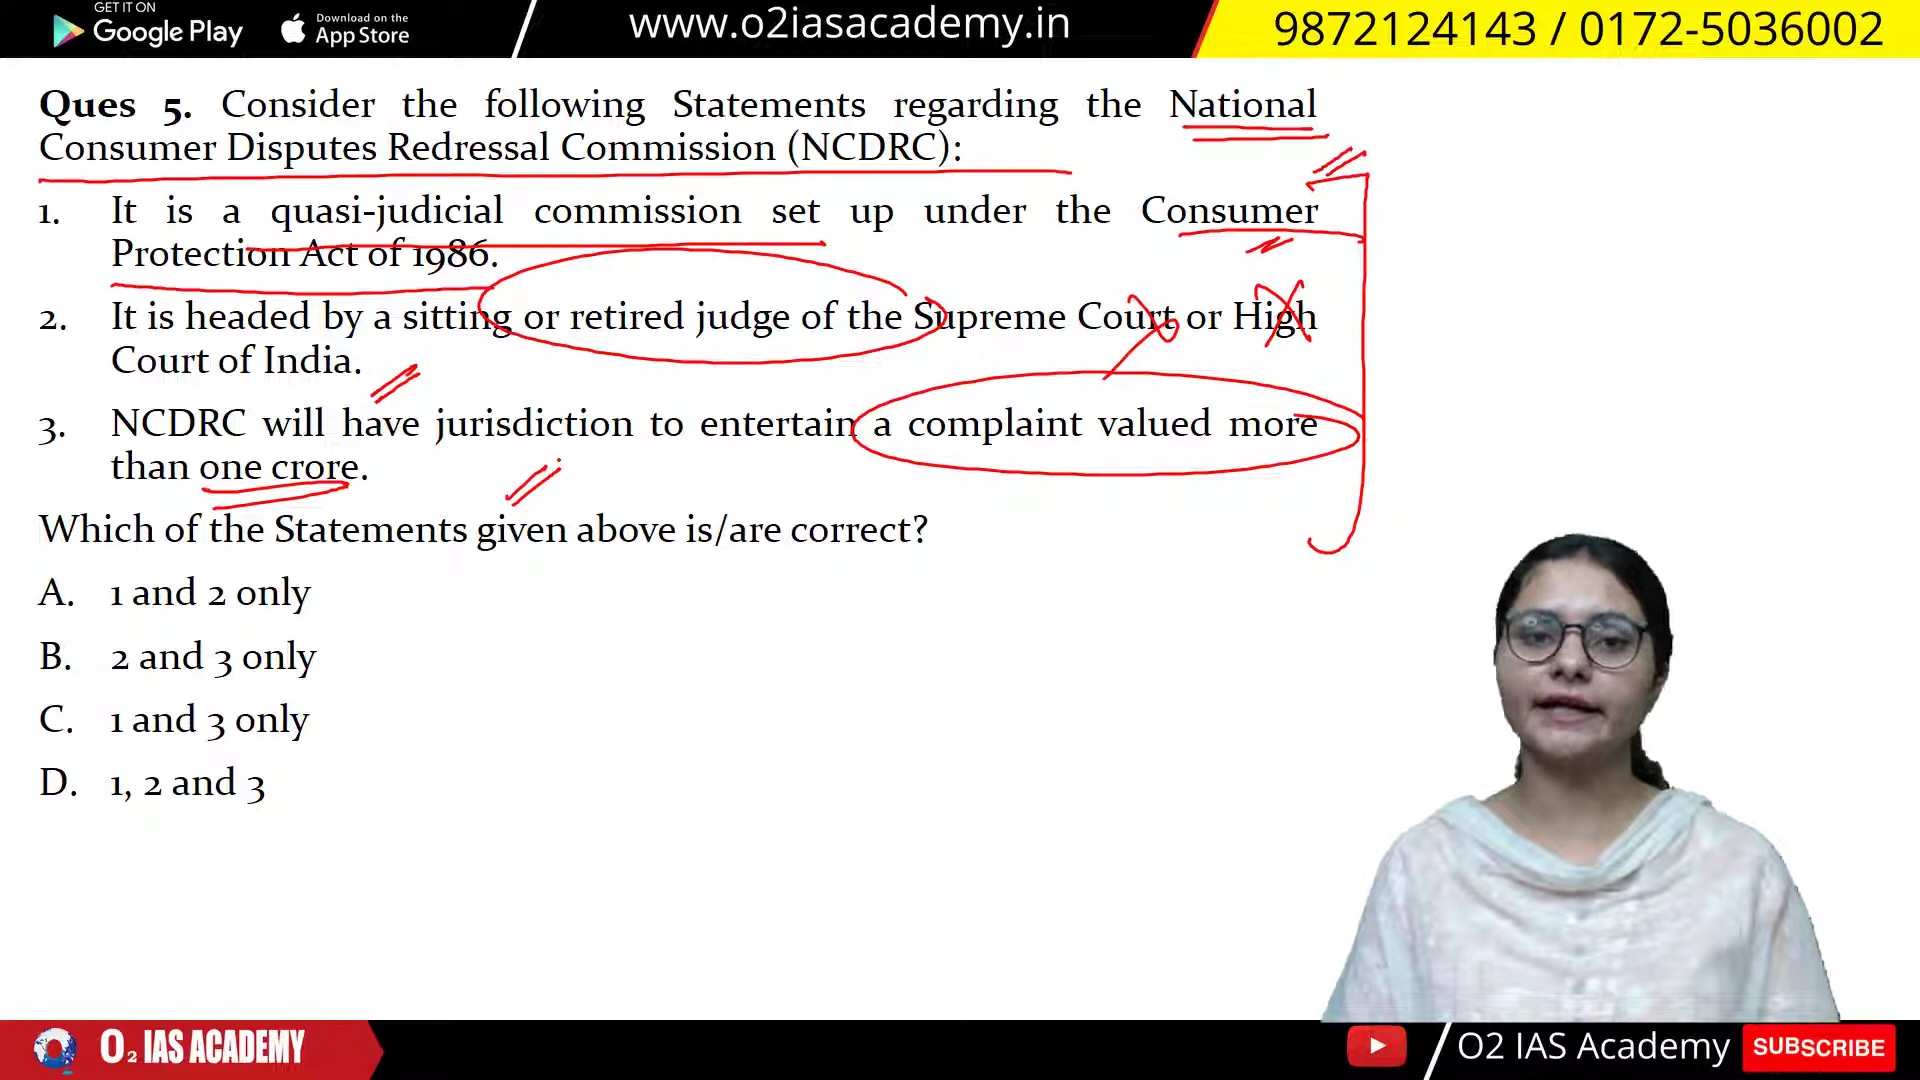 GET IT ON
Google Play
Download on the
App Store
www.o2iasacademy.in
9872124143 / 0172-5036002
Ques 5. Consider the following Statements regarding the National
Consumer Disputes Redressal Commission (NCDRC):
1. It is a quasi-judicial commission set up under the Consumer
Protection Act of 1986.
2. It is headed by a sitting or retired judge of the Supreme Court or High
Court of India.
3. NCDRC will have jurisdiction to entertain a complaint valued more
than one crore.
Which of the Statements given above is/are correct?
A. 1 and 2 only
B. 2 and 3 only
C. 1 and 3 only
D. 1, 2 and 3
O2 IAS ACADEMY
O2 IAS Academy
SUBSCRIBE